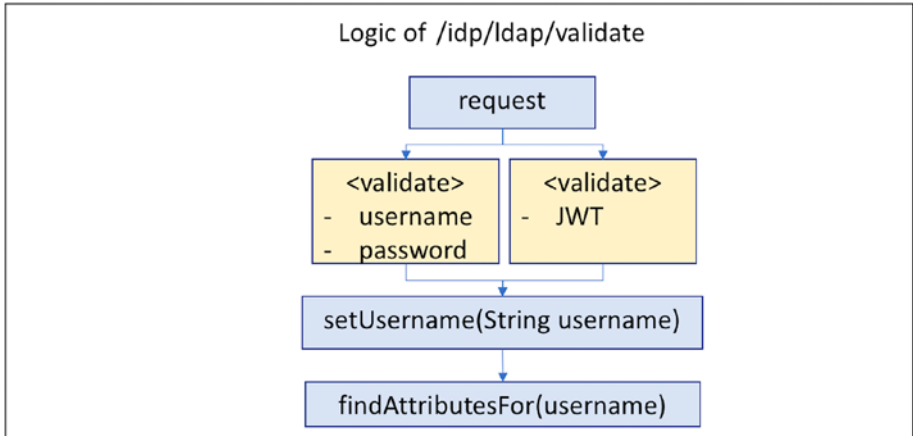 Logic of /idp/ldap/validate
request
<validate>
- username
- password
<validate>
- JWT
setUsername(String username)
findAttributesFor(username)